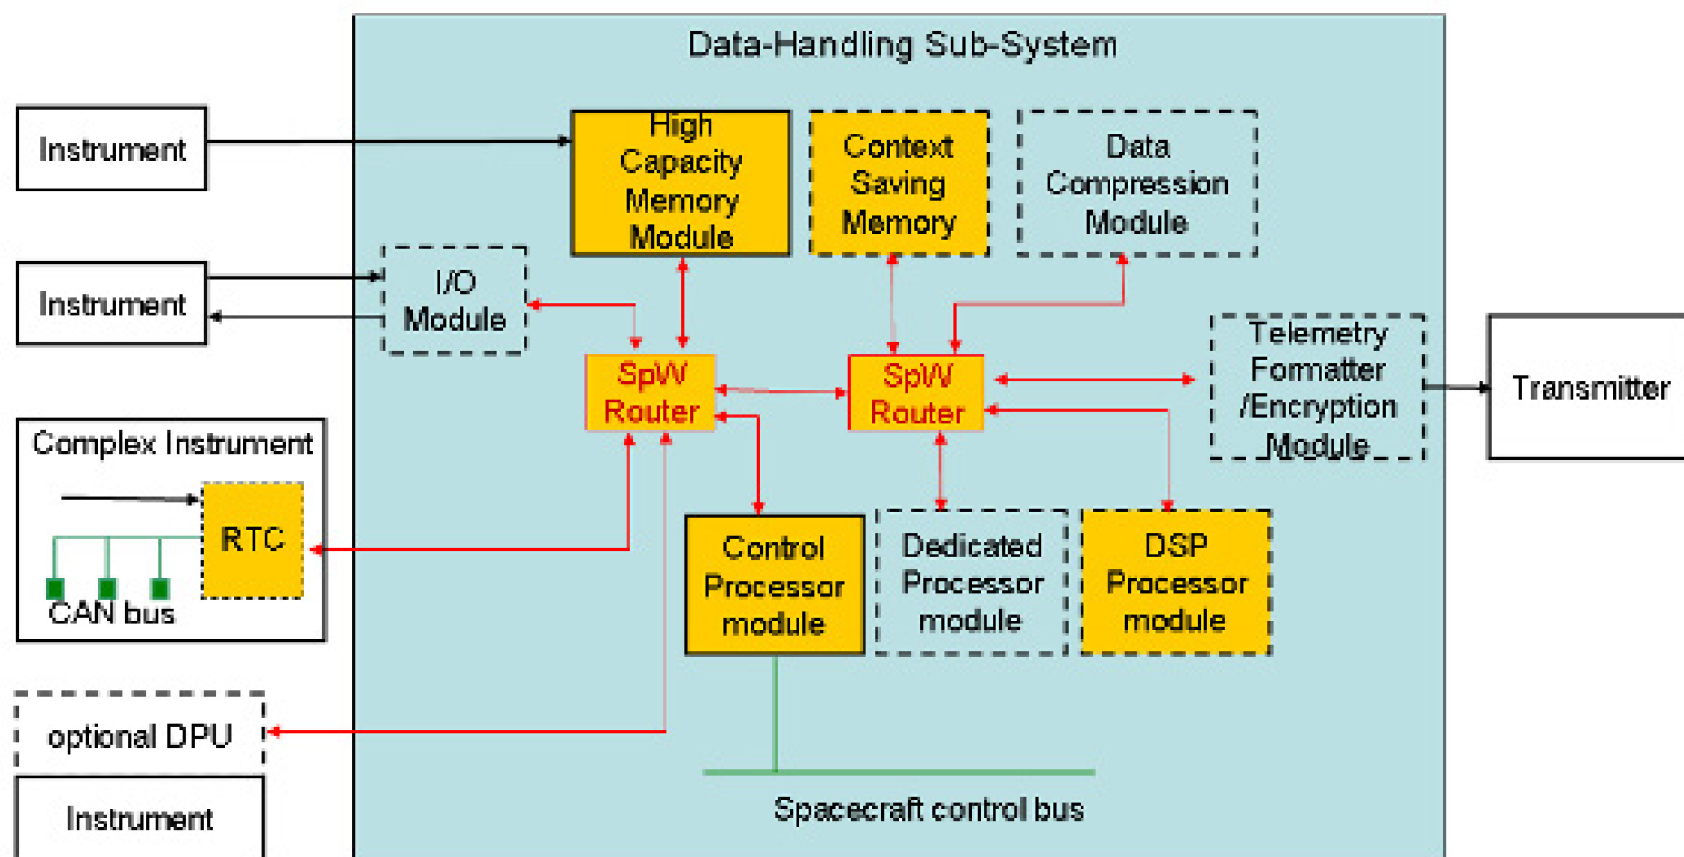 Data-Handling Sub-System
Instrument
High
Capacity
Memory
Module
Context
Saving
Memory
Data
Compression
Module
Instrument
I/O
Module
SpW
Router
SpW
Router
Telemetry
Formatter
/Encryption
Module
Transmitter
Complex Instrument
RTC
CAN bus
Control
Processor
module
Dedicated
Processor
module
DSP
Processor
module
optional DPU
Instrument
Spacecraft control bus